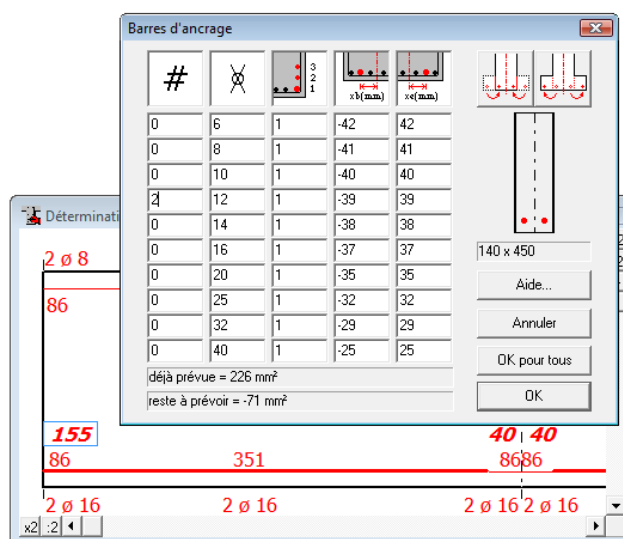 Barres d'ancrage
#
3
2
1
xb(mm)
xe(mm)
0 6 1 -42 42
0 8 1 -41 41
0 10 1 -40 40
2 12 1 -39 39
0 14 1 -38 38
0 16 1 -37 37
0 20 1 -35 35
0 25 1 -32 32
0 32 1 -29 29
0 40 1 -25 25
déjà prévue = 226 mm²
reste à prévoir = -71 mm²
140 x 450
Aide...
Annuler
OK pour tous
OK
Déterminati
2 ø 8
86
155
40 40
86 351 8686
2 ø 16 2 ø 16 2 ø 16 2 ø 16
x2 :2